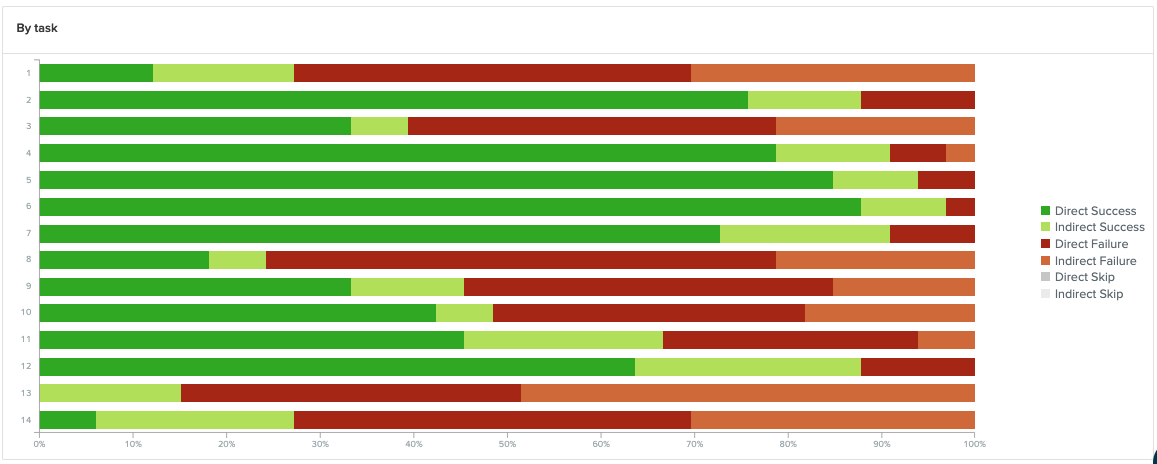 By task
1
2
3
4
5
6
7
8
9
10
11
12
13
14
0% 10% 20% 30% 40% 50% 60% 70% 80% 90% 100%
Direct Success
Indirect Success
Direct Failure
Indirect Failure
Direct Skip
Indirect Skip